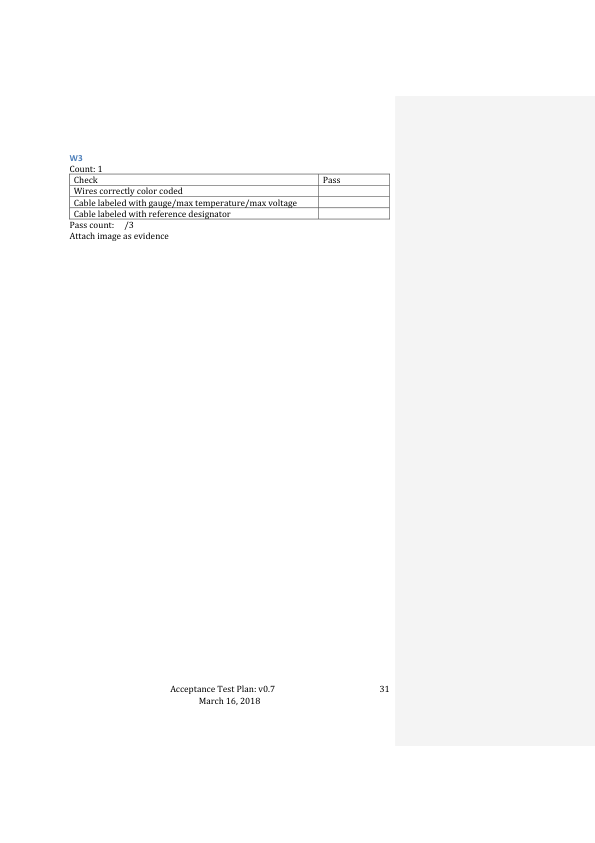 W3
Count: 1
Check Pass
Wires correctly color coded
Cable labeled with gauge/max temperature/max voltage
Cable labeled with reference designator
Pass count: /3
Attach image as evidence
Acceptance Test Plan: v0.7 31
March 16, 2018